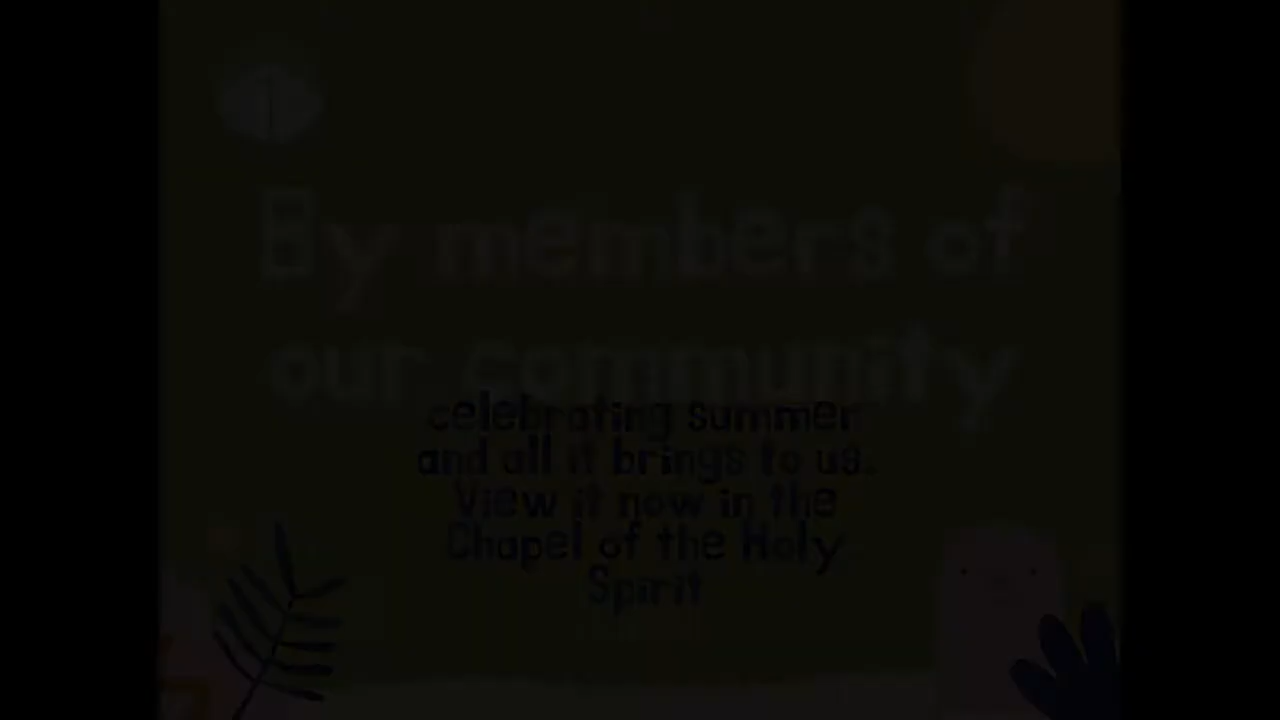 By members of
our community
celebrating summer
and all it brings to us.
View it now in the
Chapel of the Holy
Spirit